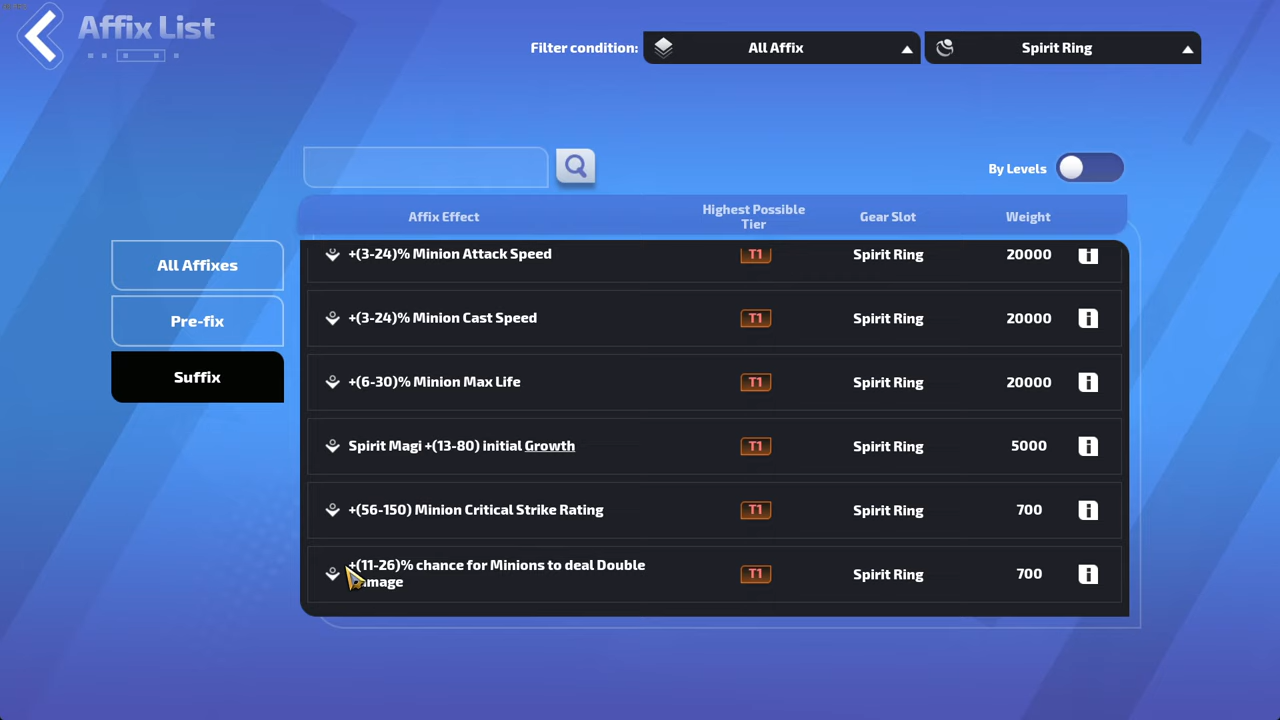 Affix List
Filter condition: All Affix Spirit Ring
By Levels
Affix Effect Highest Possible Tier Gear Slot Weight
All Affixes
Pre-fix
Suffix
+(3-24)% Minion Attack Speed T1 Spirit Ring 20000
+(3-24)% Minion Cast Speed T1 Spirit Ring 20000
+(6-30)% Minion Max Life T1 Spirit Ring 20000
Spirit Magi +(13-80) initial Growth T1 Spirit Ring 5000
+(56-150) Minion Critical Strike Rating T1 Spirit Ring 700
+(11-26)% chance for Minions to deal Double
Damage T1 Spirit Ring 700